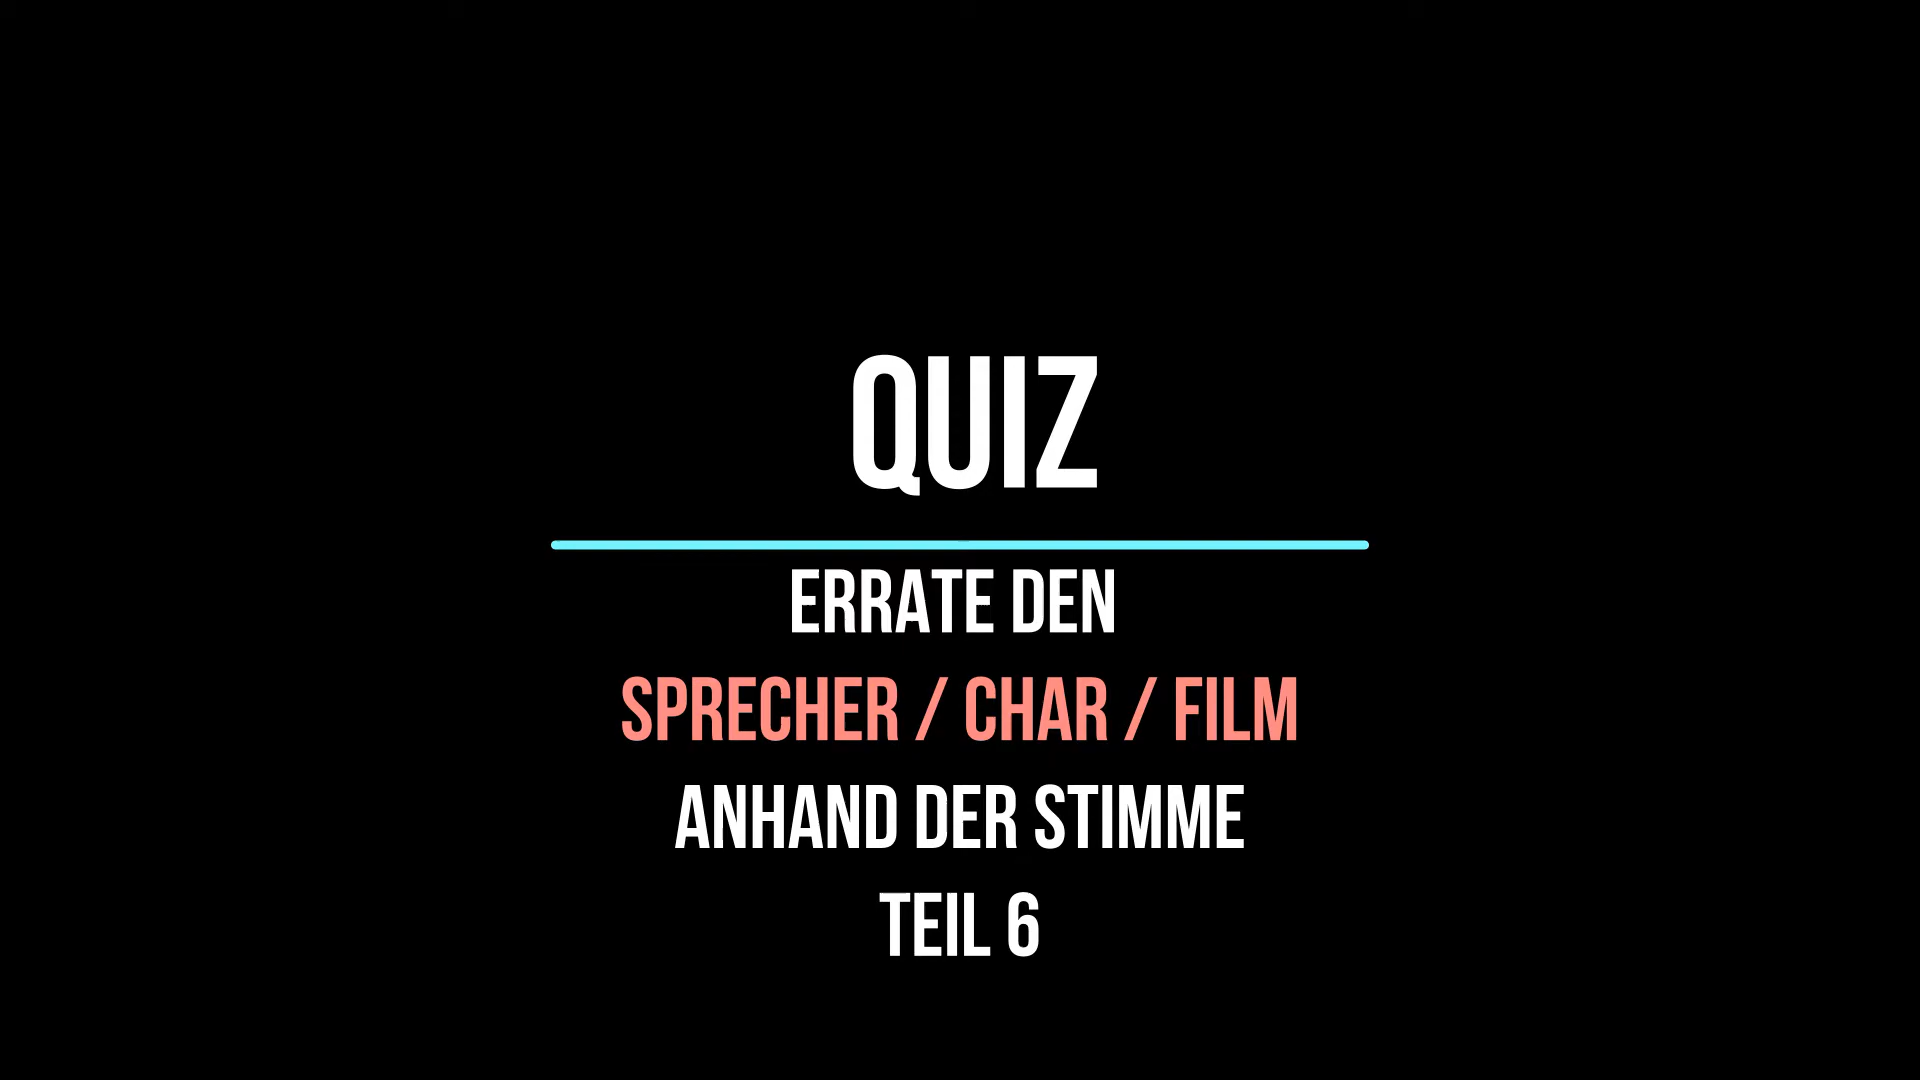 QUIZ
ERRATE DEN
SPRECHER / CHAR / FILM
ANHAND DER STIMME
TEIL 6